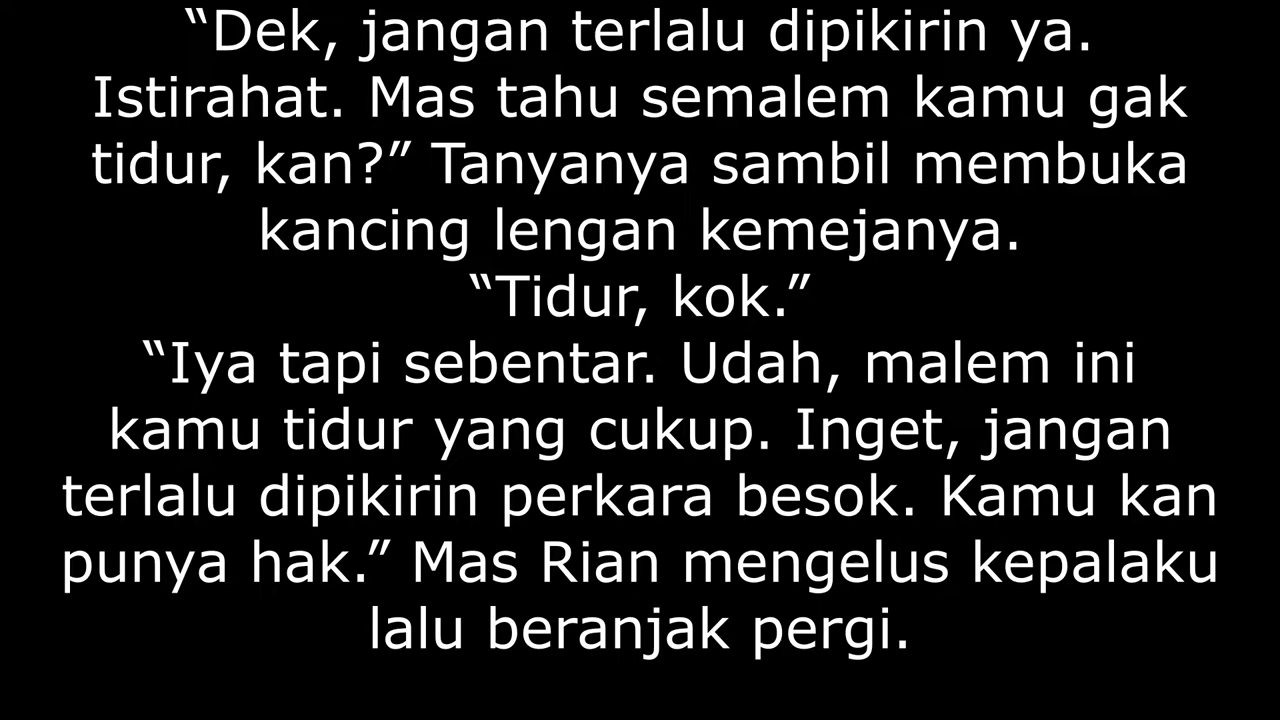 “Dek, jangan terlalu dipikirin ya.
Istirahat. Mas tahu semalem kamu gak
tidur, kan?” Tanyanya sambil membuka
kancing lengan kemejanya.
“Tidur, kok.”
“Iya tapi sebentar. Udah, malem ini
kamu tidur yang cukup. Inget, jangan
terlalu dipikirin perkara besok. Kamu kan
punya hak.” Mas Rian mengelus kepalaku
lalu beranjak pergi.